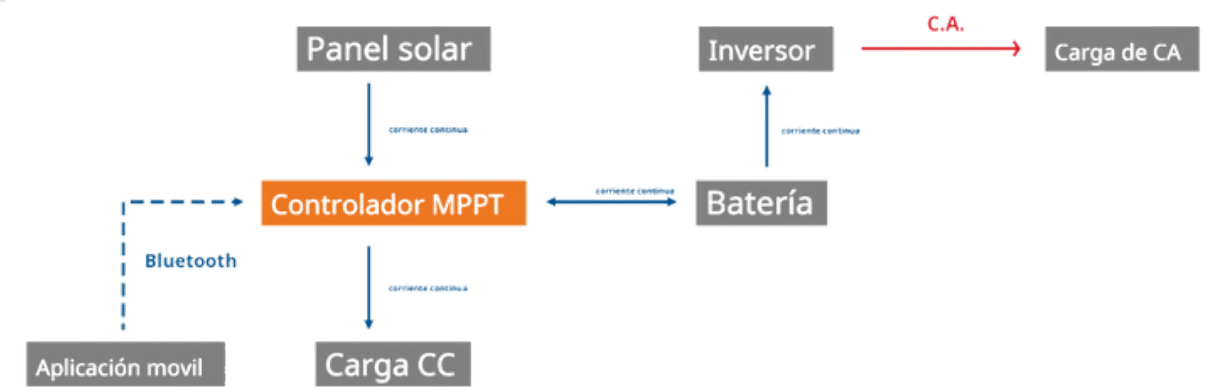 C.A.
Panel solar
Inversor
Carga de CA
corriente continua
corriente continua
Controlador MPPT
corriente continua
Batería
Bluetooth
corriente continua
Aplicación movil
Carga CC